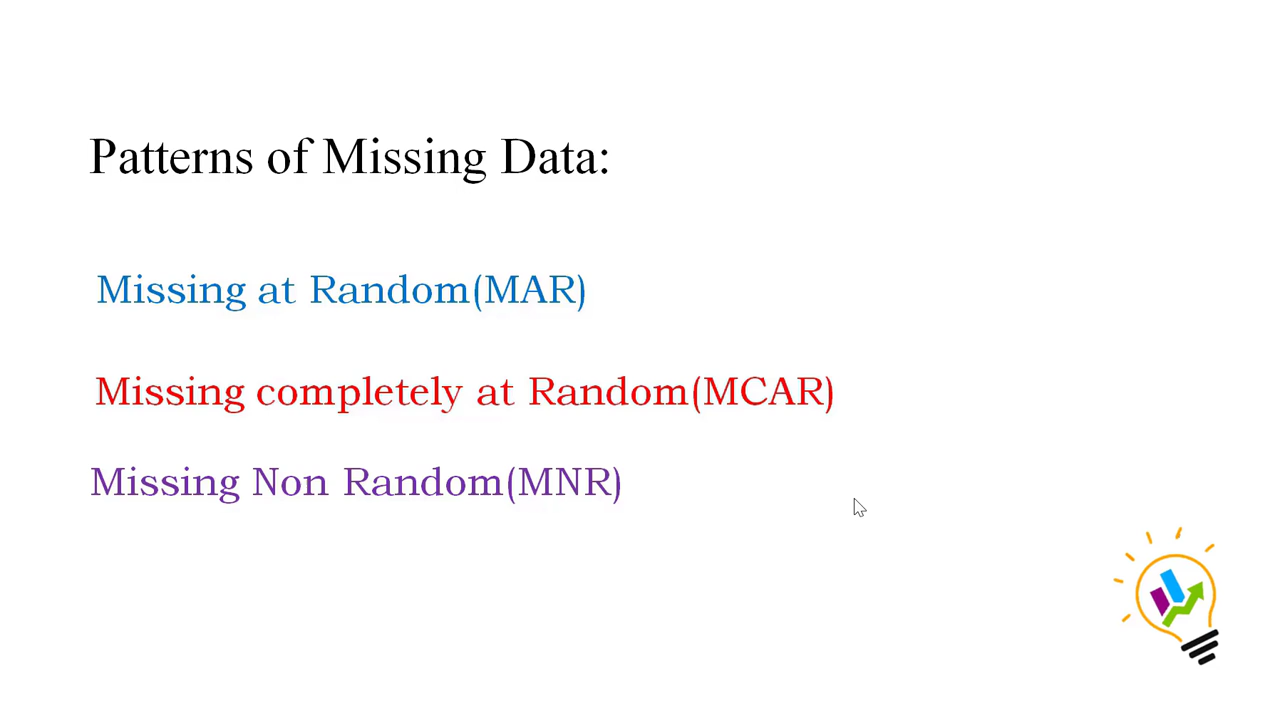 Patterns of Missing Data:
Missing at Random(MAR)
Missing completely at Random(MCAR)
Missing Non Random(MNR)